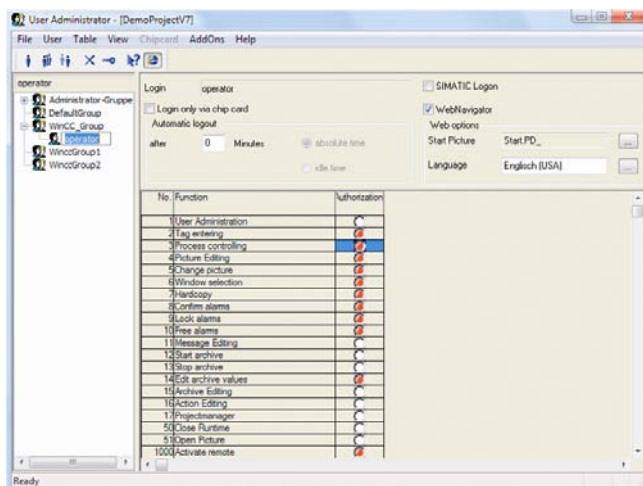 User Administrator - [DemoProjectV7]
File User Table View Chipcard AddOns Help
operator
Administrator-Gruppe
DefaultGroup
WinCC_Group
operator
WinccGroup1
WinccGroup2
Login operator
Login only via chip card
Automatic logout
after 0 Minutes absolute time
idle time
SIMATIC Logon
WebNavigator
Web options
Start Picture Start.PD_ ...
Language Englisch (USA) ...
No. Function Authorization
1 User Administration
2 Tag entering
3 Process controlling
4 Picture Editing
5 Change picture
6 Window selection
7 Hardcopy
8 Confirm alarms
9 Lock alarms
10 Free alarms
11 Message Editing
12 Start archive
13 Stop archive
14 Edit archive values
15 Archive Editing
16 Action Editing
17 Projectmanager
50 Close Runtime
51 Open Picture
1000 Activate remote
Ready